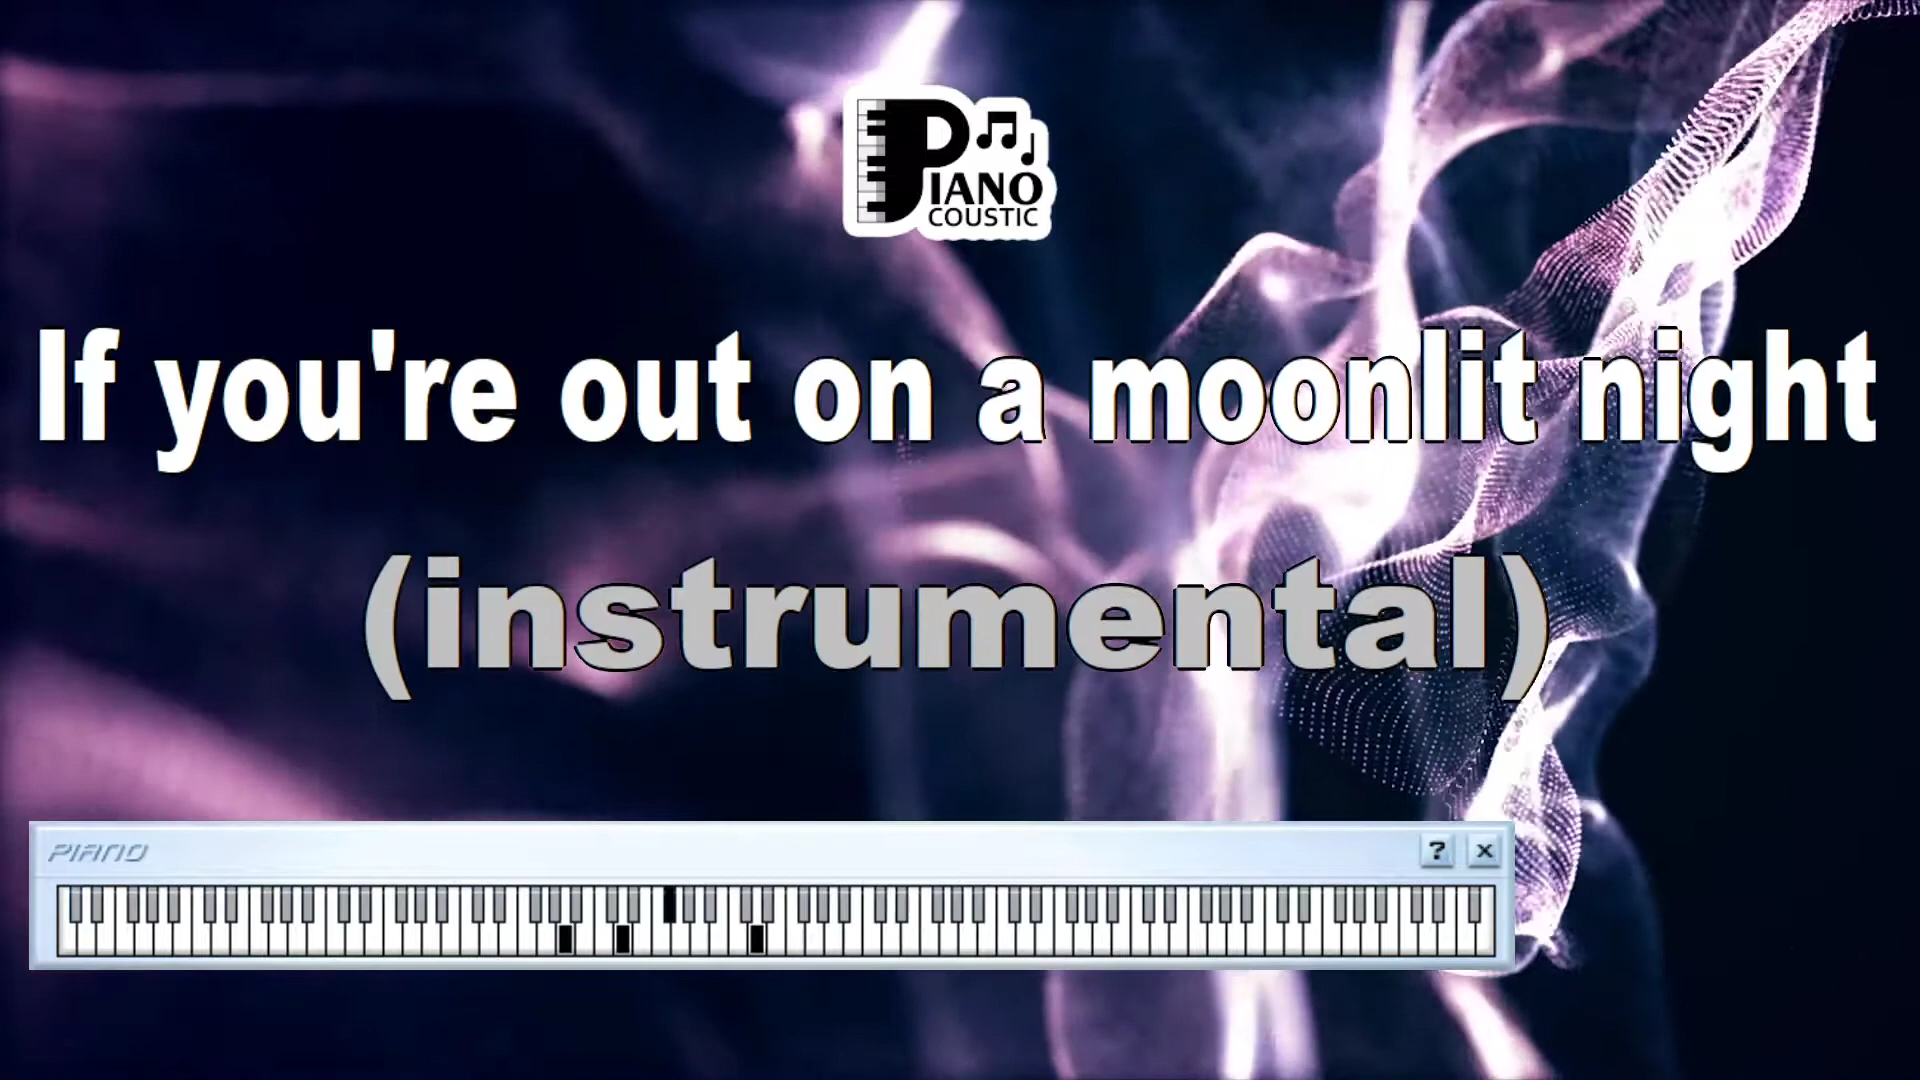 PIANO
COUSTIC
If you're out on a moonlit night
(instrumental)
PIANO
? x